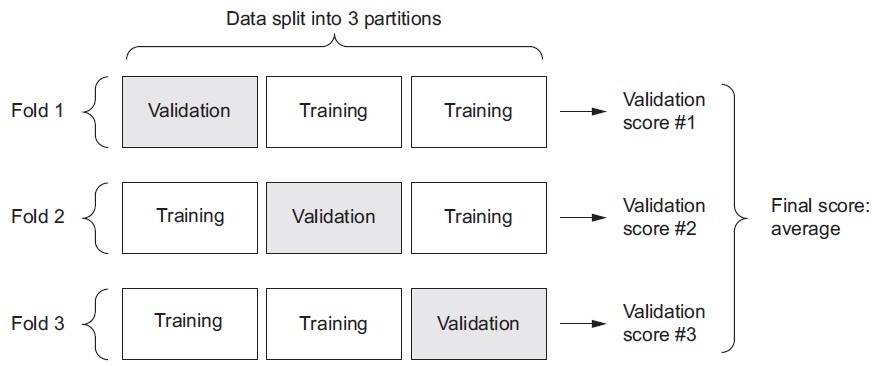 Data split into 3 partitions
Fold 1
Validation
Training
Training
Validation
score #1
Fold 2
Training
Validation
Training
Validation
score #2
Final score:
average
Fold 3
Training
Training
Validation
Validation
score #3